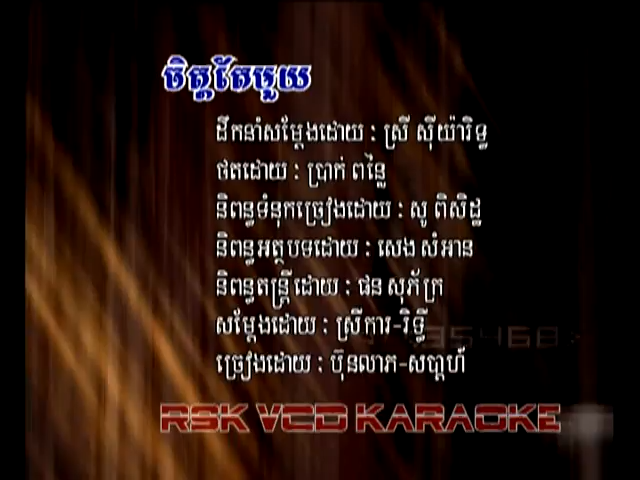 ចិត្តតែមួយ
ដឹកនាំសម្ដែងដោយ : ស្រី ស៊ីយ៉ារិទ្ធ
ថតដោយ : ប្រាក់ ពន្លៃ
និពន្ធទំនុកច្រៀងដោយ : សូ ពិសិដ្ឋ
និពន្ធអត្ថបទដោយ : សេង សំអាន
និពន្ធតន្ត្រីដោយ : ផន សុភ័ក្រ
សម្ដែងដោយ : ស្រីការ-រិទ្ធី
ច្រៀងដោយ : ប៊ុនលាភ-សបា្ដហ៍
RSK VCD KARAOKE